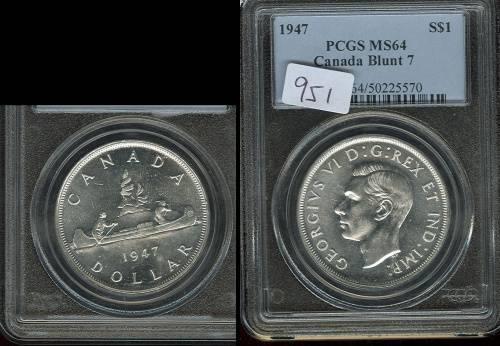 CANADA
1947
DOLLAR
1947 S$1
PCGS MS64
Canada Blunt 7
64/50225570
951
GEORGIVS VI D:G:REX ET IND:IMP: